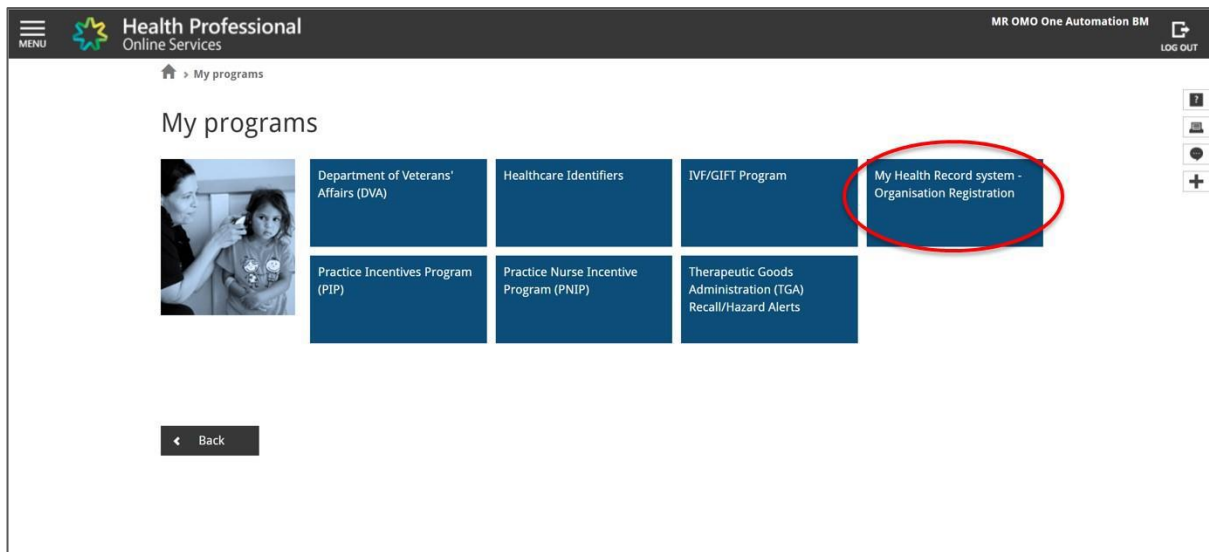 MENU
Health Professional
Online Services
MR OMO One Automation BM
LOG OUT
> My programs
My programs
Department of Veterans'
Affairs (DVA)
Healthcare Identifiers
IVF/GIFT Program
My Health Record system -
Organisation Registration
Practice Incentives Program
(PIP)
Practice Nurse Incentive
Program (PNIP)
Therapeutic Goods
Administration (TGA)
Recall/Hazard Alerts
Back
?